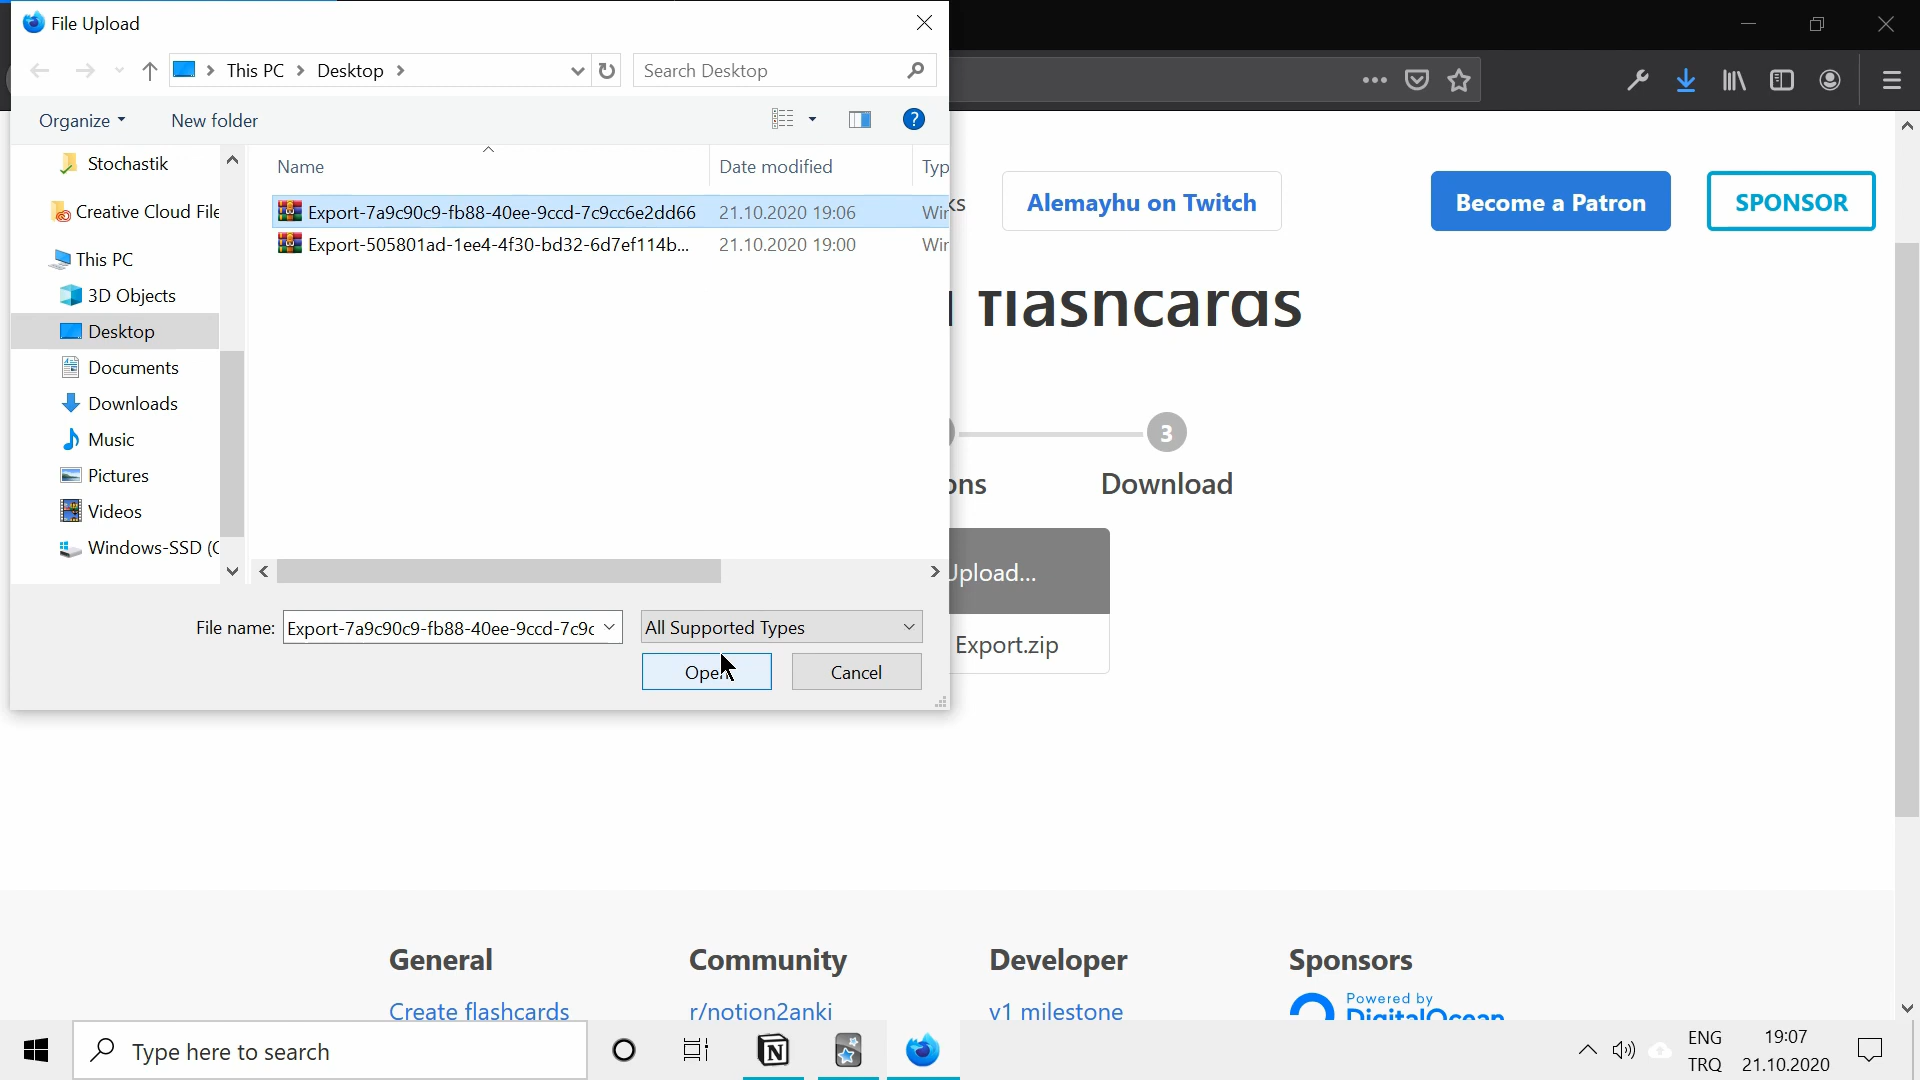 File Upload
This PC
Desktop
Search Desktop
Organize
New folder
Name
Date modified
Typ
Stochastik
Creative Cloud File
This PC
3D Objects
Desktop
Documents
Downloads
Music
Pictures
Videos
Windows-SSD (C
Export-7a9c90c9-fb88-40ee-9ccd-7c9cc6e2dd66 21.10.2020 19:06 Win
Export-505801ad-1ee4-4f30-bd32-6d7ef114b... 21.10.2020 19:00 Win
File name: Export-7a9c90c9-fb88-40ee-9ccd-7c9c
All Supported Types
Open
Cancel
ks
Alemayhu on Twitch
Become a Patron
SPONSOR
flashcards
3
ons
Download
Upload...
Export.zip
General
Community
Developer
Sponsors
Create flashcards
r/notion2anki
v1 milestone
Powered by
DigitalOcean
Type here to search
ENG
TRQ
19:07
21.10.2020